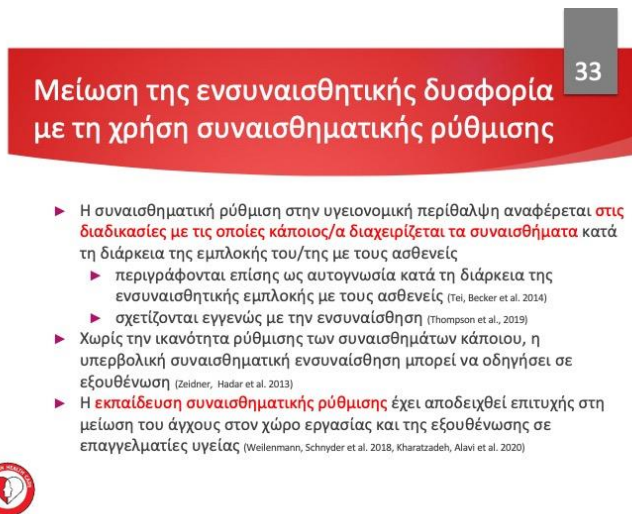 33
Μείωση της ενσυναισθητικής δυσφορία
με τη χρήση συναισθηματικής ρύθμισης
Η συναισθηματική ρύθμιση στην υγειονομική περίθαλψη αναφέρεται στις
διαδικασίες με τις οποίες κάποιος/α διαχειρίζεται τα συναισθήματα κατά
τη διάρκεια της εμπλοκής του/της με τους ασθενείς
περιγράφονται επίσης ως αυτογνωσία κατά τη διάρκεια της
ενσυναισθητικής εμπλοκής με τους ασθενείς (Tei, Becker et al. 2014)
σχετίζονται εγγενώς με την ενσυναίσθηση (Thompson et al., 2019)
Χωρίς την ικανότητα ρύθμισης των συναισθημάτων κάποιου, η
υπερβολική συναισθηματική ενσυναίσθηση μπορεί να οδηγήσει σε
εξουθένωση (Zeidner, Hadar et al. 2013)
Η εκπαίδευση συναισθηματικής ρύθμισης έχει αποδειχθεί επιτυχής στη
μείωση του άγχους στον χώρο εργασίας και της εξουθένωσης σε
επαγγελματίες υγείας (Weilenmann, Schnyder et al. 2018, Kharatzadeh, Alavi et al. 2020)
HEALTH